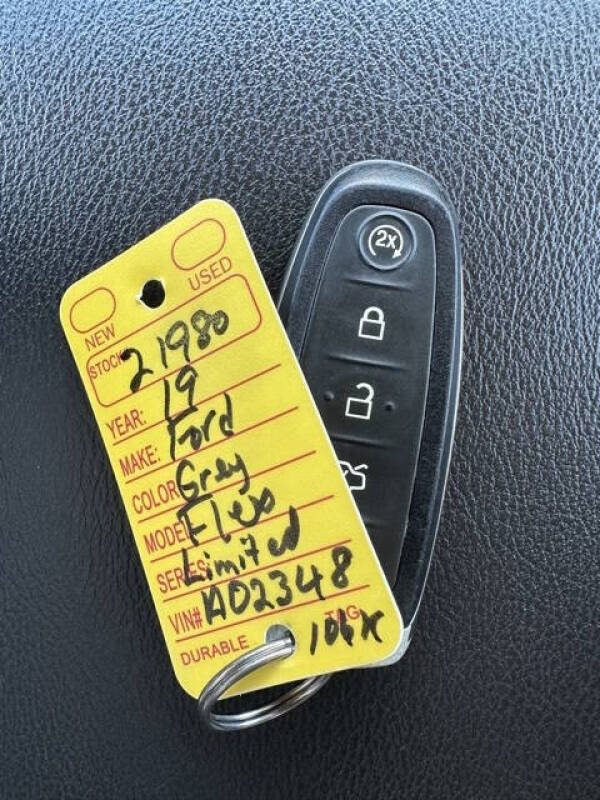 NEW USED
STOCK# 21980
YEAR: 19
MAKE: Ford
COLOR Grey
MODEL Flex
SERIES Limited
VIN# A02348
DURABLE TAG 106x
2x